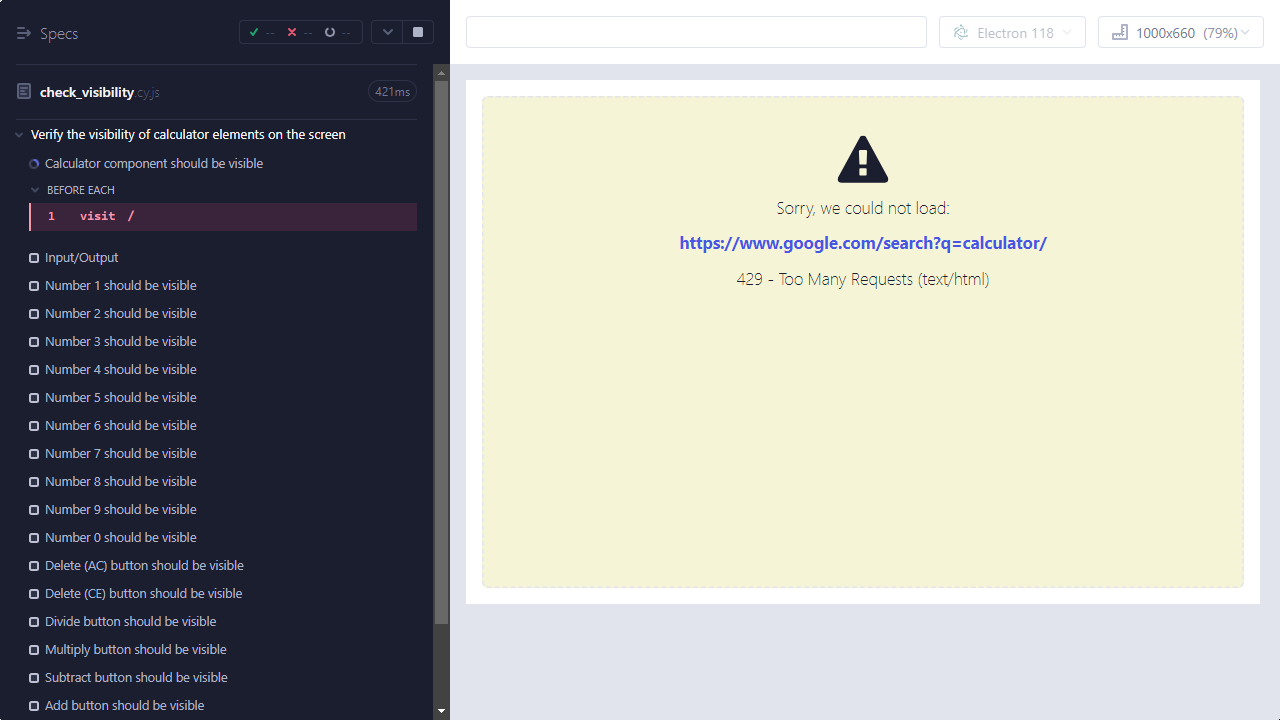 Specs
--
--
--
check_visibility.cy.js
421ms
Verify the visibility of calculator elements on the screen
Calculator component should be visible
BEFORE EACH
1 visit /
Input/Output
Number 1 should be visible
Number 2 should be visible
Number 3 should be visible
Number 4 should be visible
Number 5 should be visible
Number 6 should be visible
Number 7 should be visible
Number 8 should be visible
Number 9 should be visible
Number 0 should be visible
Delete (AC) button should be visible
Delete (CE) button should be visible
Divide button should be visible
Multiply button should be visible
Subtract button should be visible
Add button should be visible
Electron 118
1000x660 (79%)
Sorry, we could not load:
https://www.google.com/search?q=calculator/
429 - Too Many Requests (text/html)